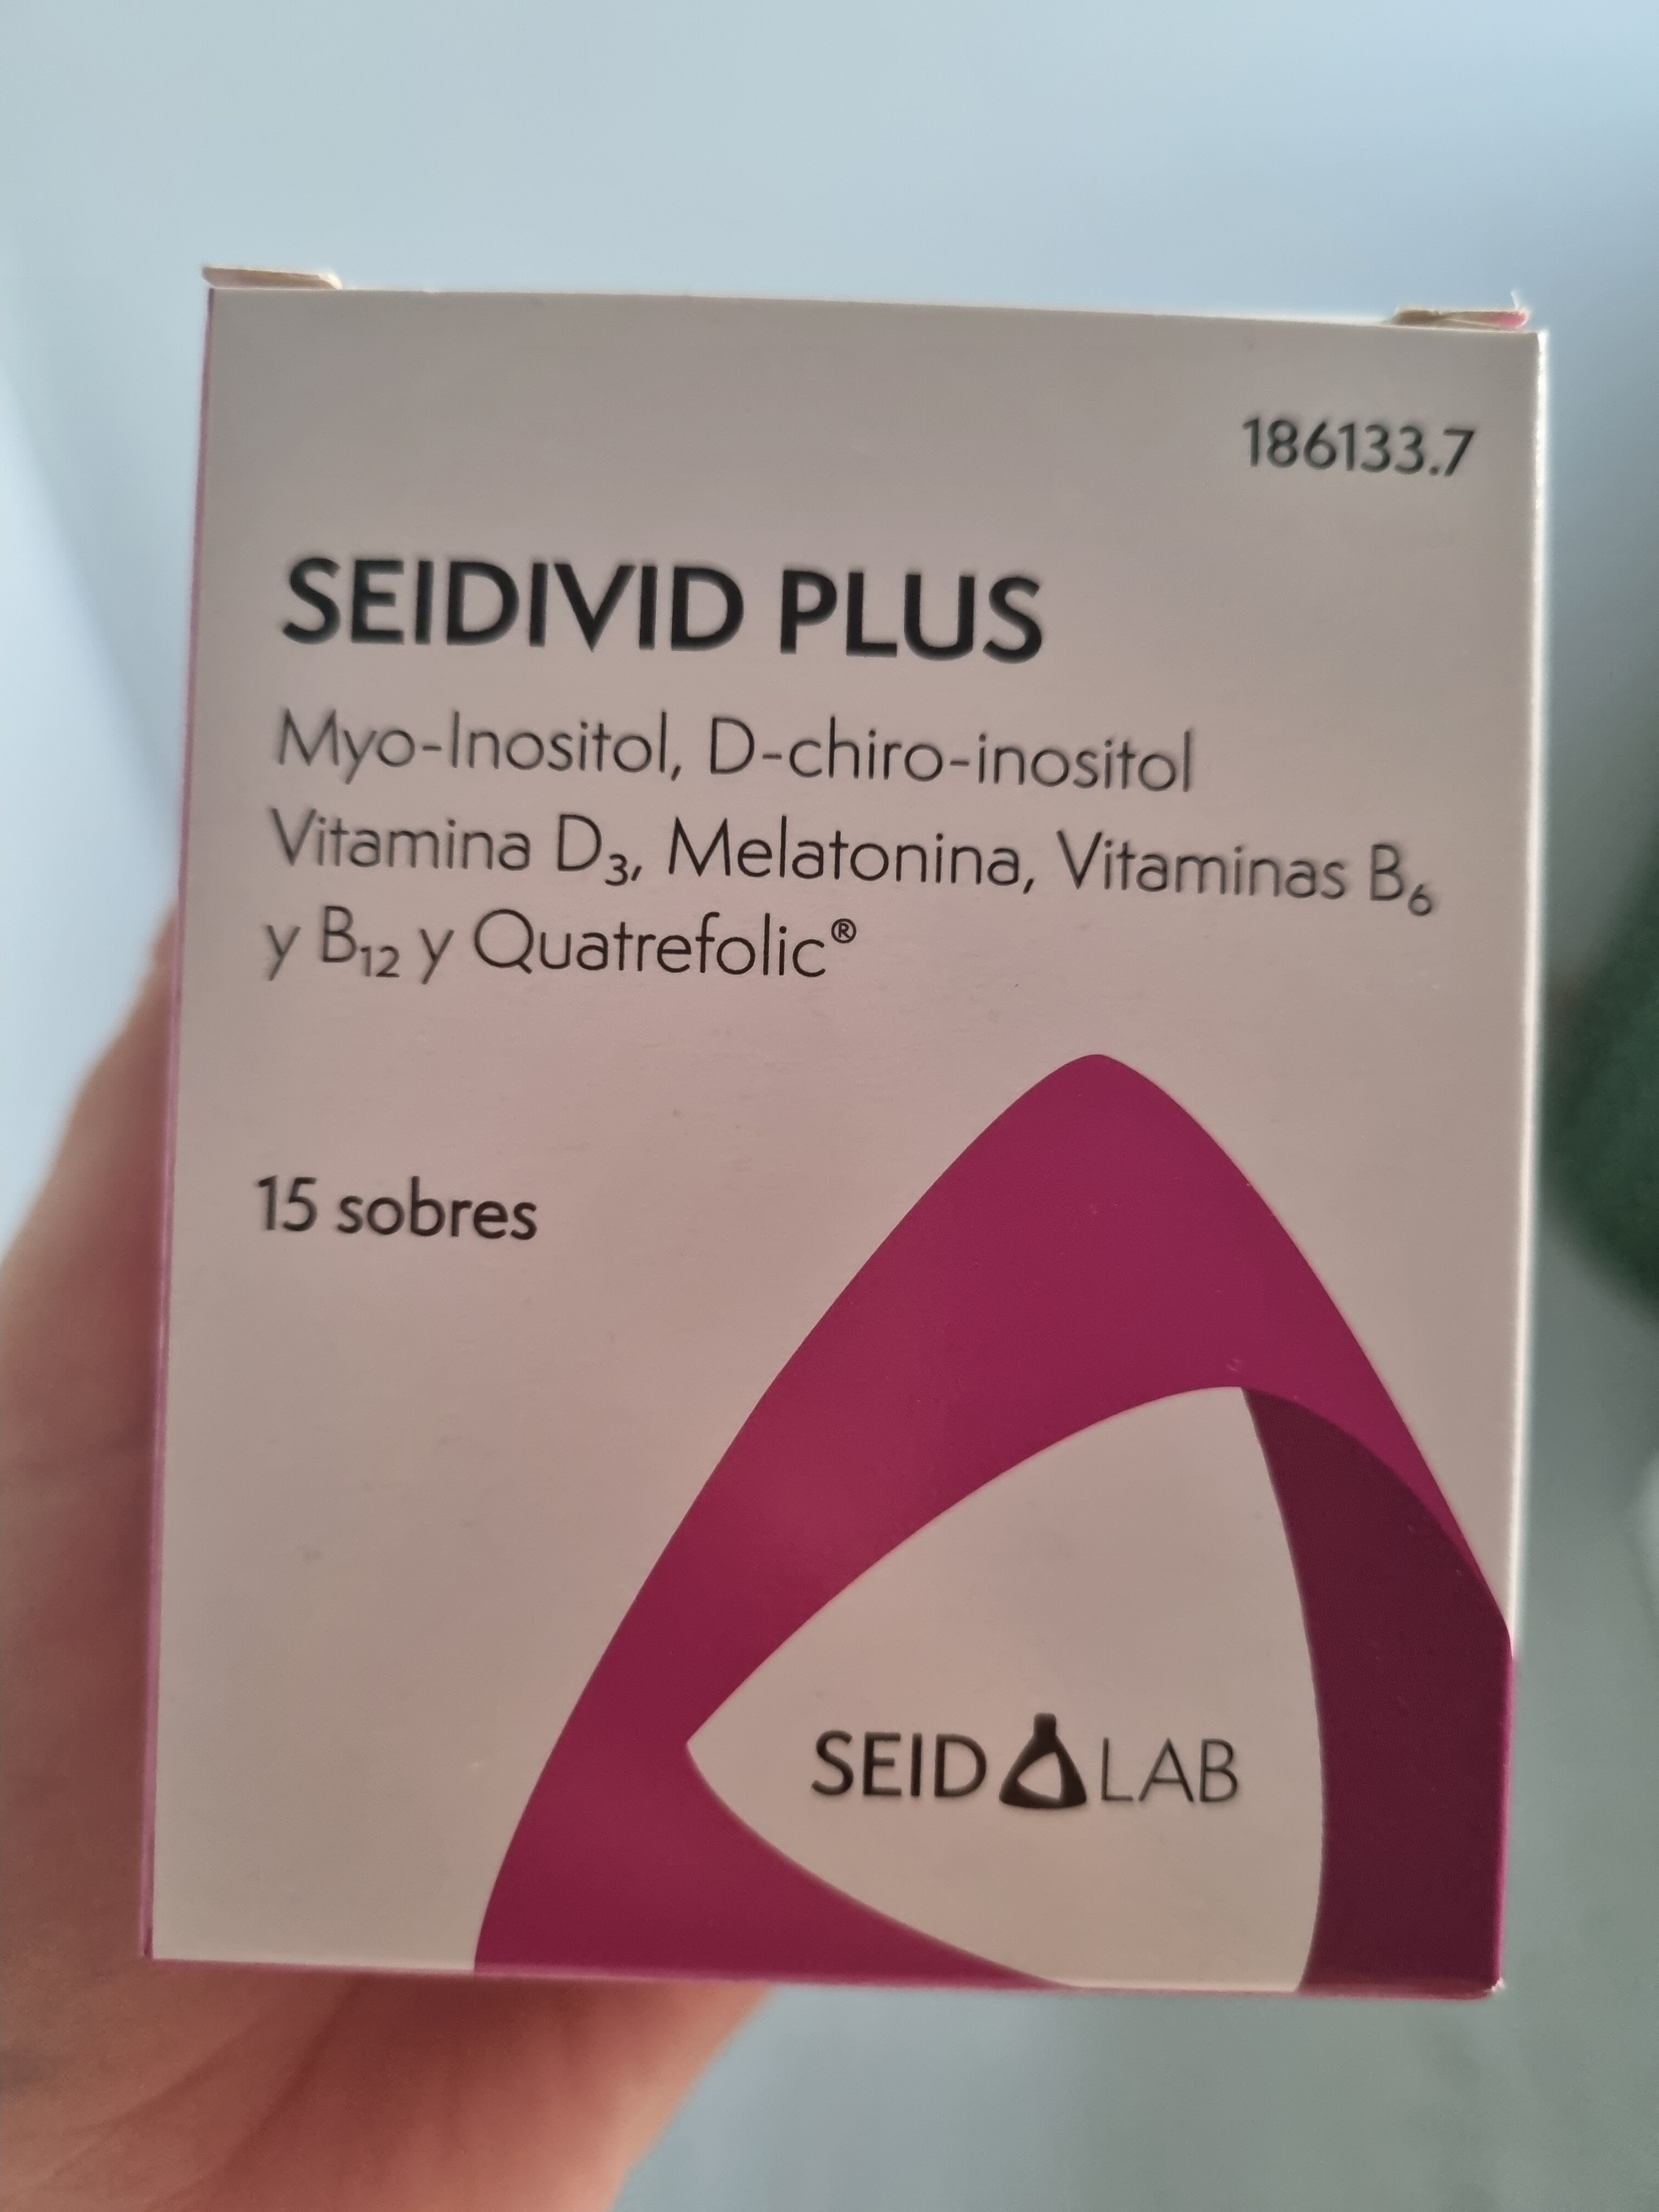 186133.7
SEIDIVID PLUS
Myo-Inositol, D-chiro-inositol
Vitamina D₃, Melatonina, Vitaminas B₆
y B₁₂ y Quatrefolic®
15 sobres
SEID LAB